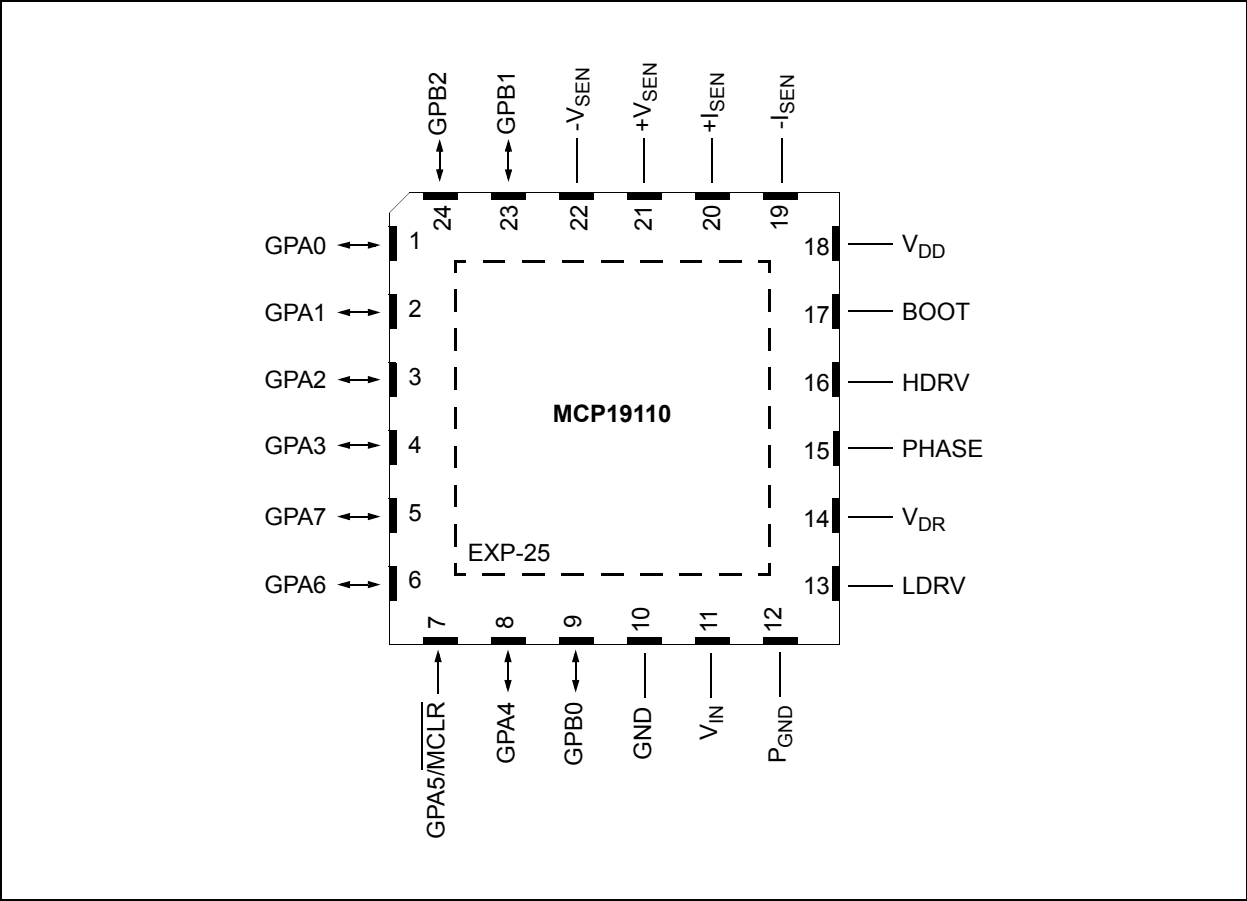 GPB2
GPB1
-VSEN
+VSEN
+ISEN
-ISEN
24
23
22
21
20
19
GPA0
1
18
VDD
GPA1
2
17
BOOT
GPA2
3
16
HDRV
MCP19110
GPA3
4
15
PHASE
GPA7
5
14
VDR
EXP-25
GPA6
6
13
LDRV
7
8
9
10
11
12
GPA5/MCLR
GPA4
GPB0
GND
VIN
PGND